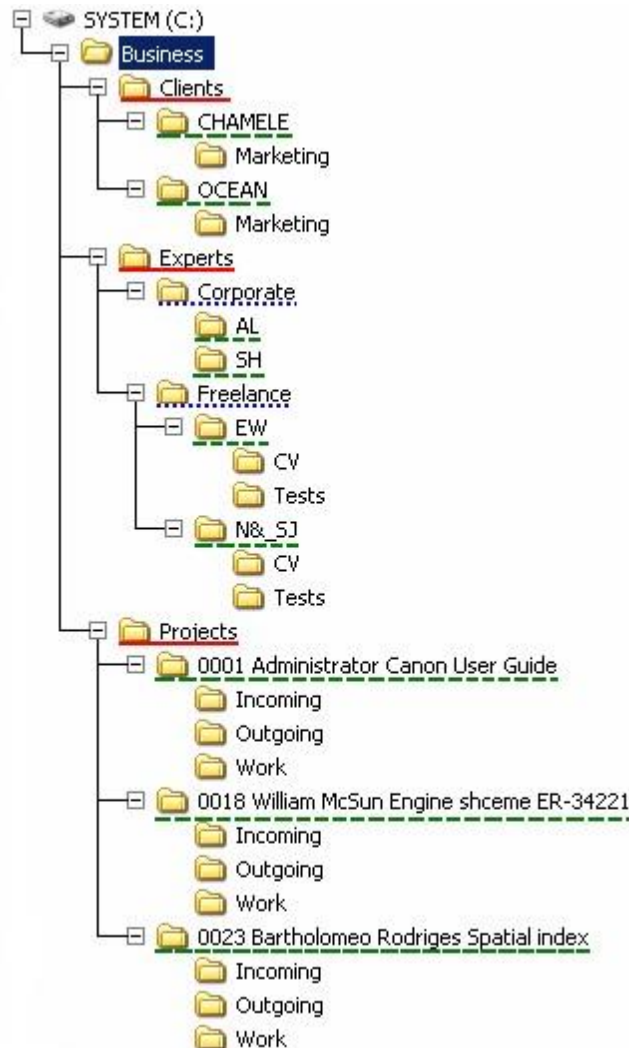 SYSTEM (C:)
Business
Clients
CHAMELE
Marketing
OCEAN
Marketing
Experts
Corporate
AL
SH
Freelance
EW
CV
Tests
N&_SJ
CV
Tests
Projects
0001 Administrator Canon User Guide
Incoming
Outgoing
Work
0018 William McSun Engine shceme ER-34221
Incoming
Outgoing
Work
0023 Bartholomeo Rodriges Spatial index
Incoming
Outgoing
Work